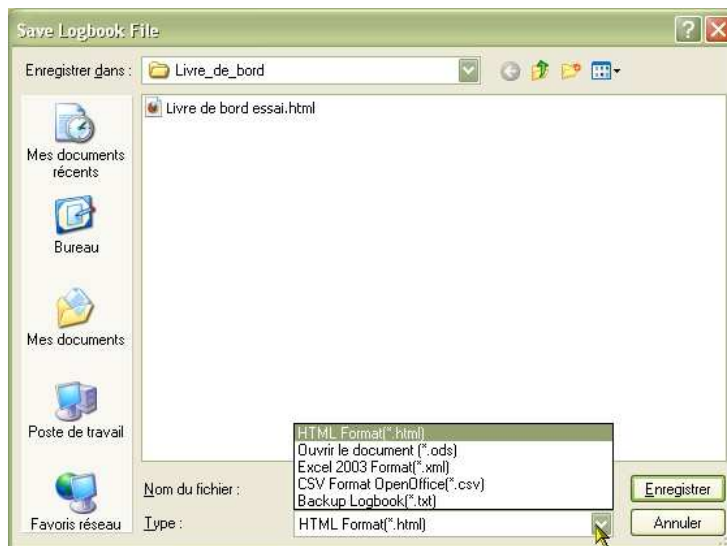 Save Logbook File
Enregistrer dans :
Livre_de_bord
Livre de bord essai.html
Mes documents
récents
Bureau
Mes documents
Poste de travail
Favoris réseau
HTML Format(*.html)
Ouvrir le document (*.ods)
Excel 2003 Format(*.xml)
CSV Format OpenOffice(*.csv)
Backup Logbook(*.txt)
Nom du fichier :
Enregistrer
Type :
HTML Format(*.html)
Annuler